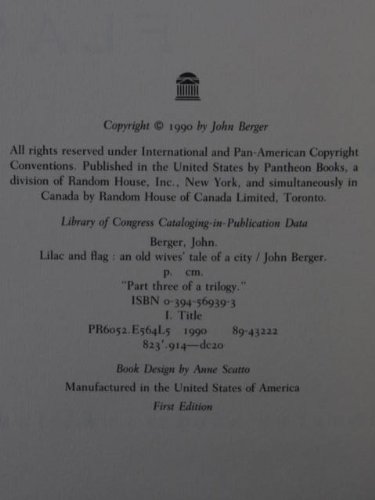 Copyright © 1990 by John Berger
All rights reserved under International and Pan-American Copyright
Conventions. Published in the United States by Pantheon Books, a
division of Random House, Inc., New York, and simultaneously in
Canada by Random House of Canada Limited, Toronto.
Library of Congress Cataloging-in-Publication Data
Berger, John.
Lilac and flag : an old wives' tale of a city / John Berger.
p. cm.
"Part three of a trilogy."
ISBN 0-394-56939-3
I. Title
PR6052.E564L5 1990 89-43222
823'.914—dc20
Book Design by Anne Scatto
Manufactured in the United States of America
First Edition